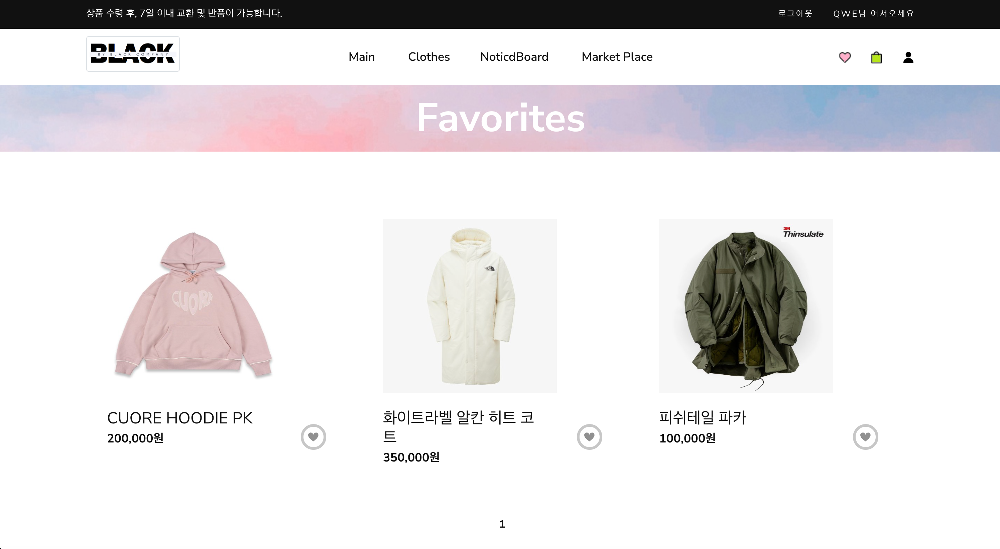 상품 수령 후, 7일 이내 교환 및 반품이 가능합니다.
로그아웃 QWE님 어서오세요
BLACK
BY BLACK COMPANY
Main Clothes NoticdBoard Market Place
Favorites
3M
Thinsulate
THE
NORTH
FACE
CUORE
CUORE HOODIE PK
200,000원
화이트라벨 알칸 히트 코
트
350,000원
피쉬테일 파카
100,000원
1